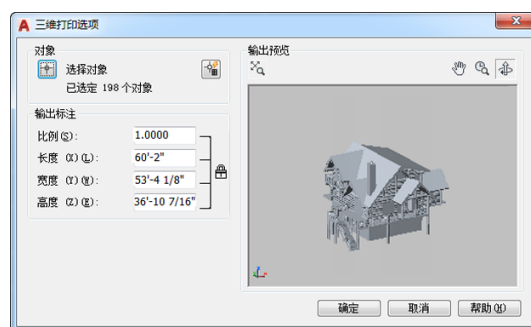 三维打印选项
对象
选择对象
已选定 198 个对象
输出标注
比例(S): 1.0000
长度 (X)(L): 60'-2"
宽度 (Y)(W): 53'-4 1/8"
高度 (Z)(E): 36'-10 7/16"
输出预览
确定 取消 帮助(H)